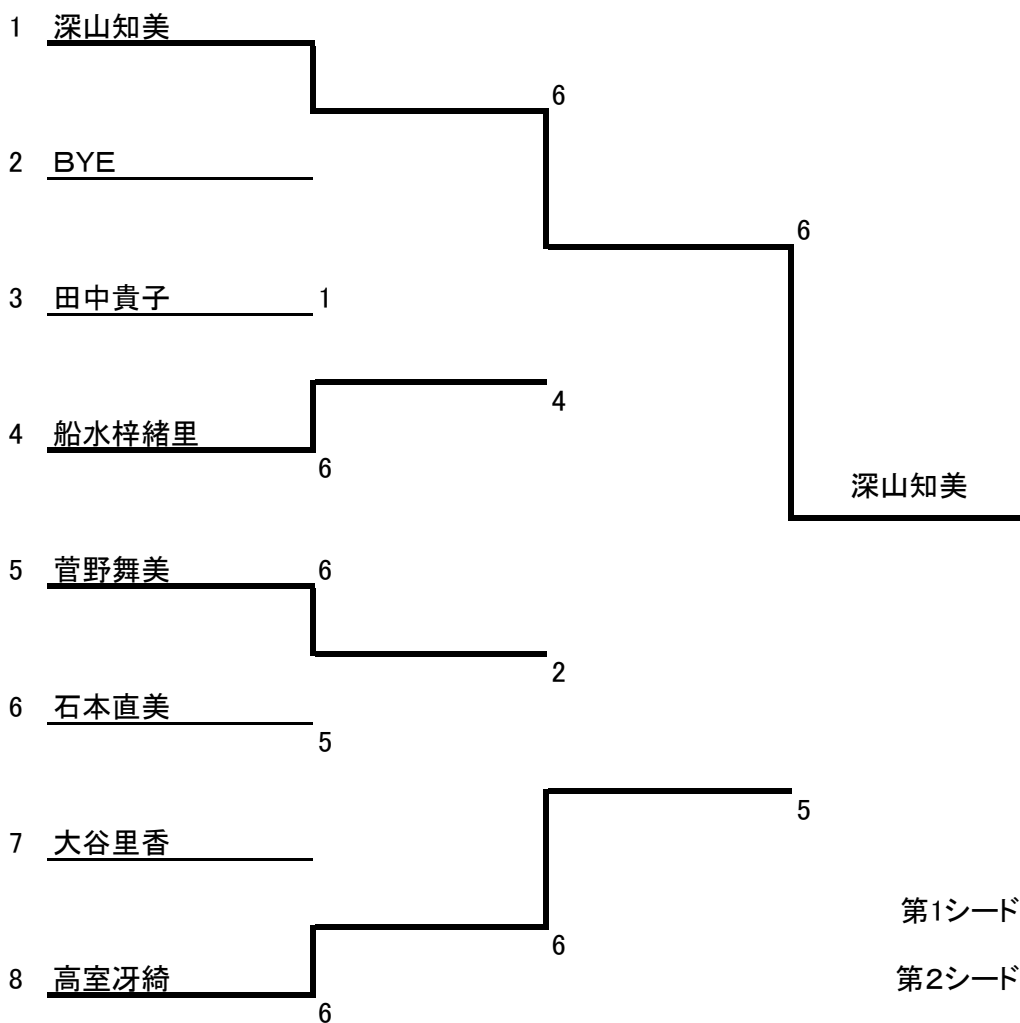 1 深山知美
6
2 BYE
6
3 田中貴子 1
4
4 船水梓緒里
6
深山知美
5 菅野舞美 6
2
6 石本直美
5
5
7 大谷里香
第1シード
6
8 高室冴綺
第2シード
6